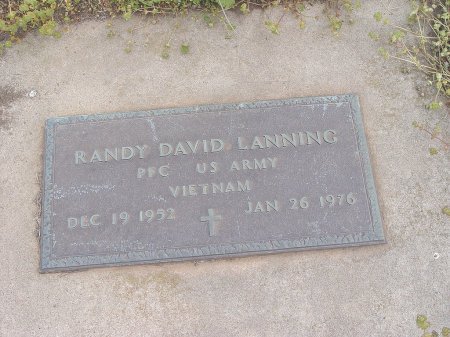 RANDY DAVID LANNING
PFC US ARMY
VIETNAM
DEC 19 1952 JAN 26 1976